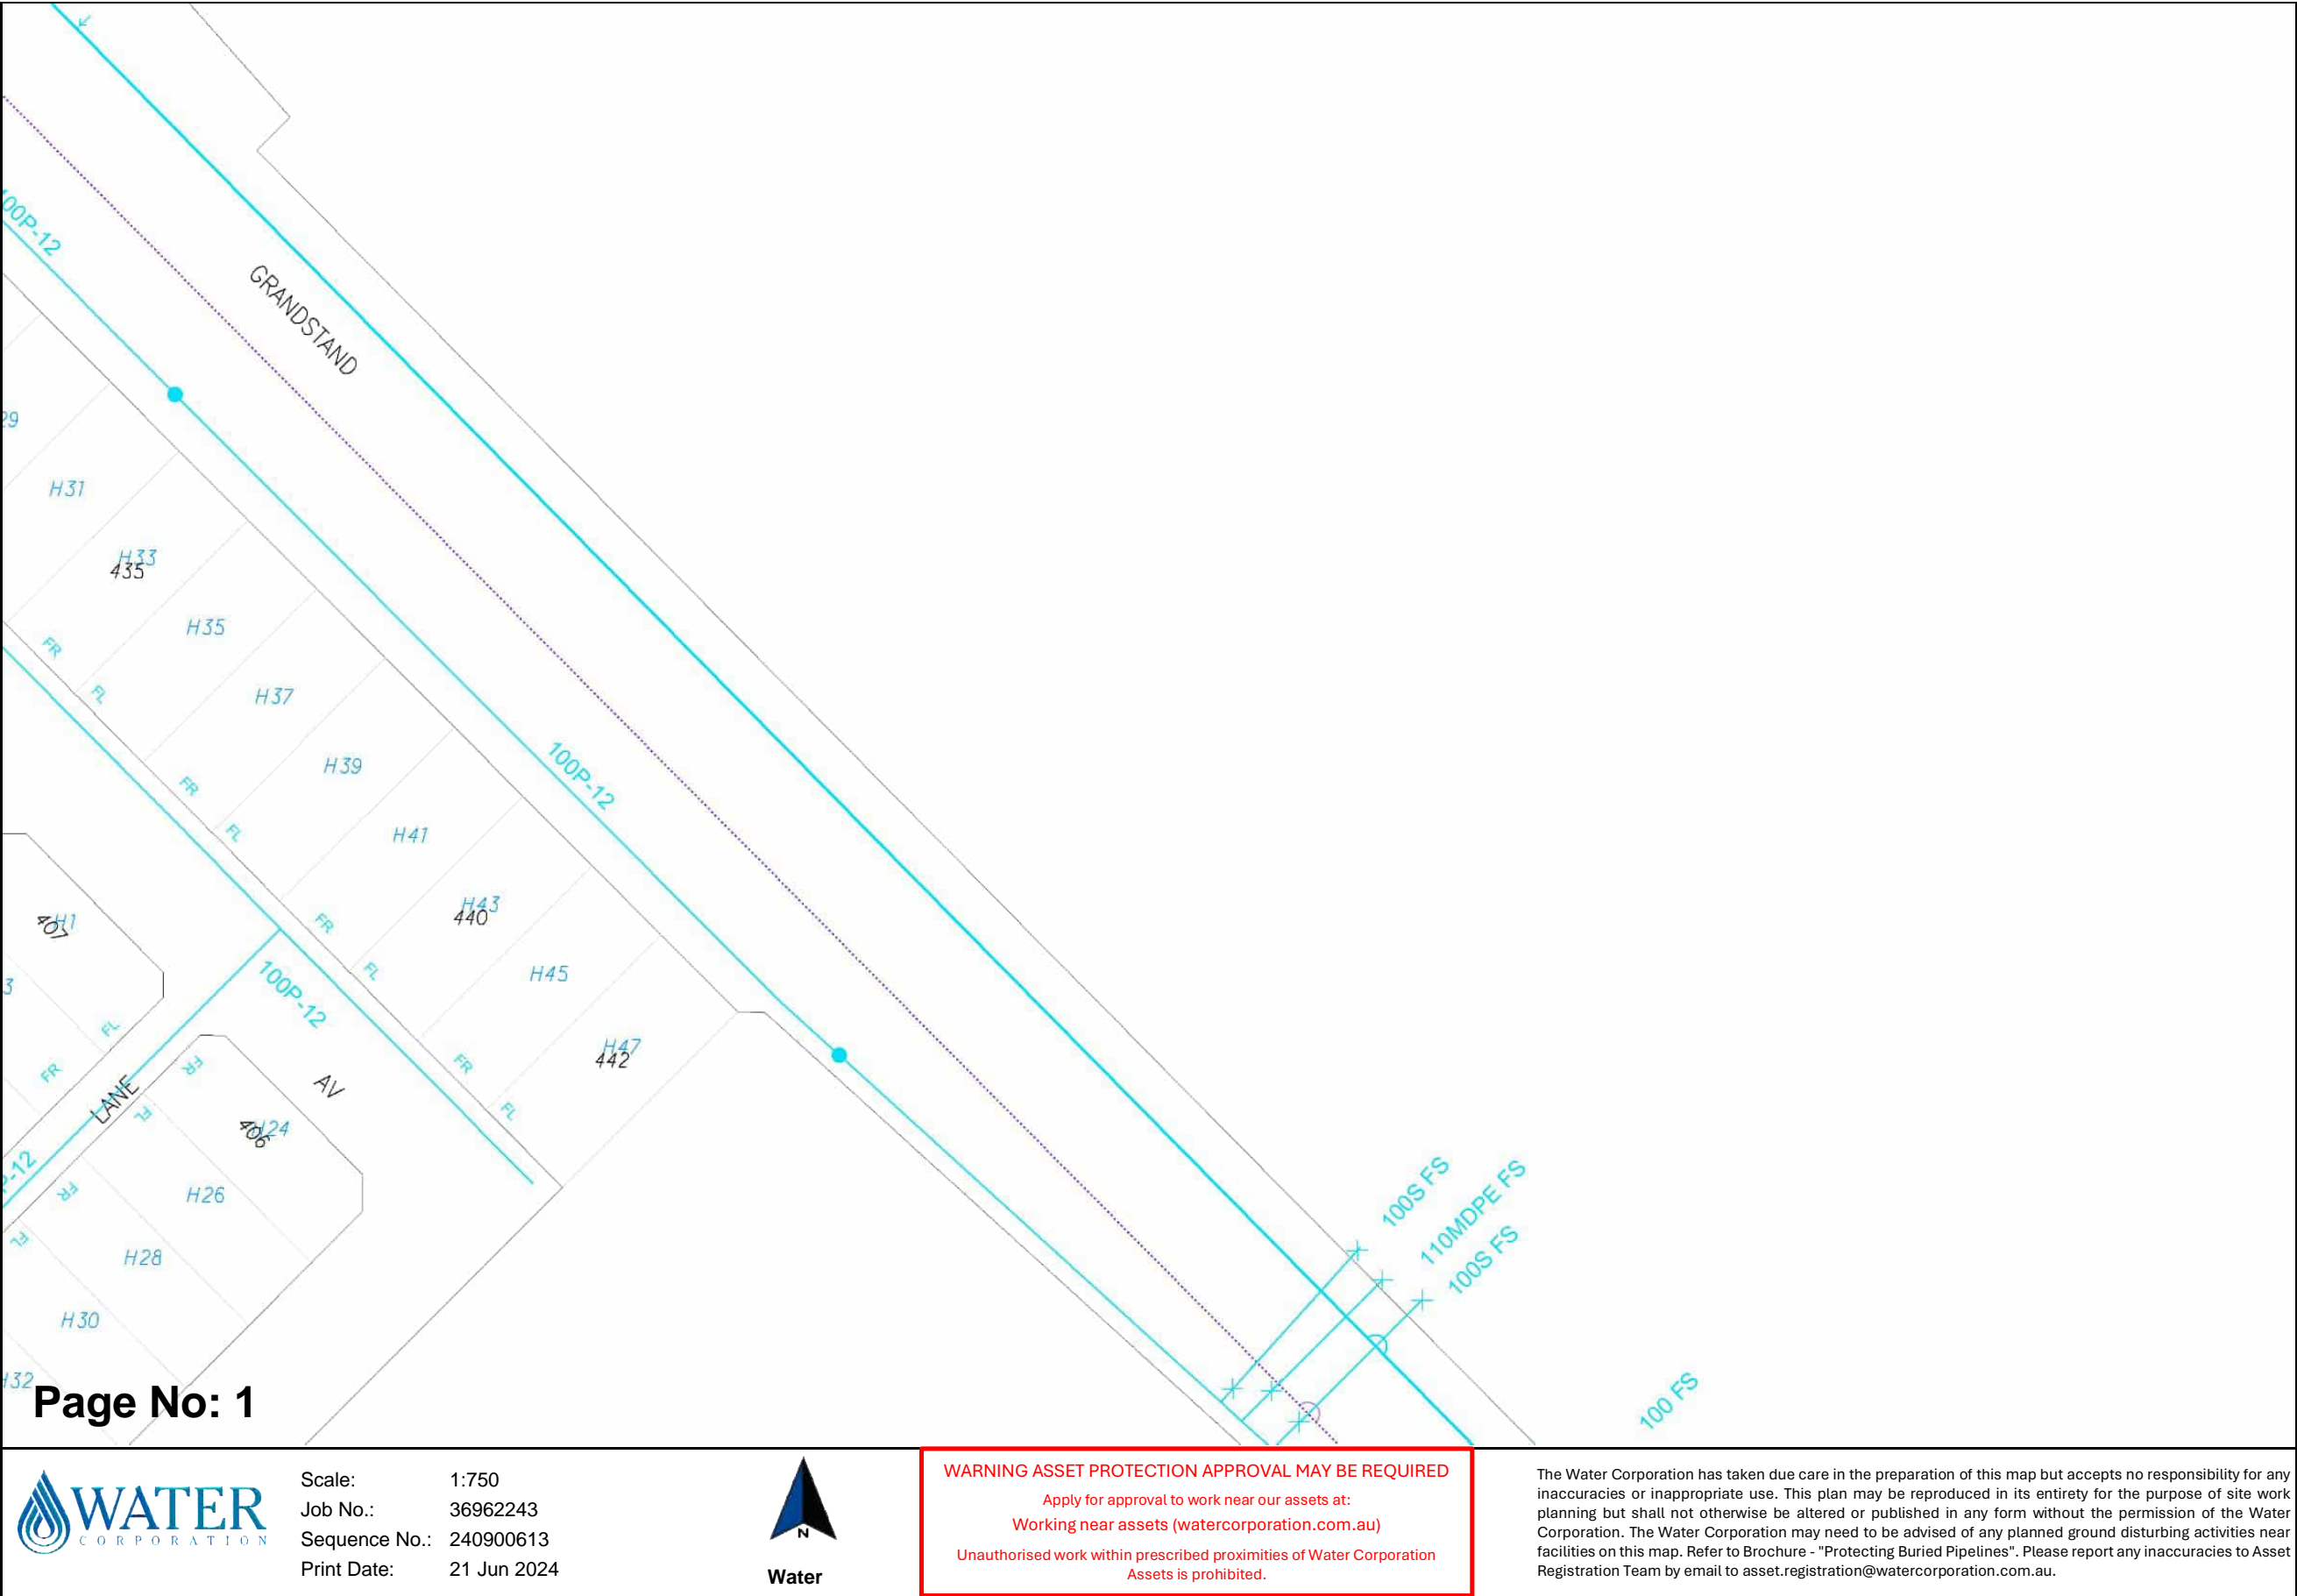 00P-12
GRANDSTAND
29
H31
H33
435
H35
FR
FL
H37
100P-12
H39
FR
FL
H41
H43
440
FR
H1
407
FL
H45
100P-12
3
FL
H47
442
FR
FR
FR
AV
LANE
FL
FL
H24
406
P-12
FR
H26
100S FS
110MDPE FS
100S FS
FL
H28
H30
H32
100 FS
Page No: 1
WATER
CORPORATION
Scale: 1:750
Job No.: 36962243
Sequence No.: 240900613
Print Date: 21 Jun 2024
N
Water
WARNING ASSET PROTECTION APPROVAL MAY BE REQUIRED
Apply for approval to work near our assets at:
Working near assets (watercorporation.com.au)
Unauthorised work within prescribed proximities of Water Corporation
Assets is prohibited.
The Water Corporation has taken due care in the preparation of this map but accepts no responsibility for any
inaccuracies or inappropriate use. This plan may be reproduced in its entirety for the purpose of site work
planning but shall not otherwise be altered or published in any form without the permission of the Water
Corporation. The Water Corporation may need to be advised of any planned ground disturbing activities near
facilities on this map. Refer to Brochure - "Protecting Buried Pipelines". Please report any inaccuracies to Asset
Registration Team by email to asset.registration@watercorporation.com.au.